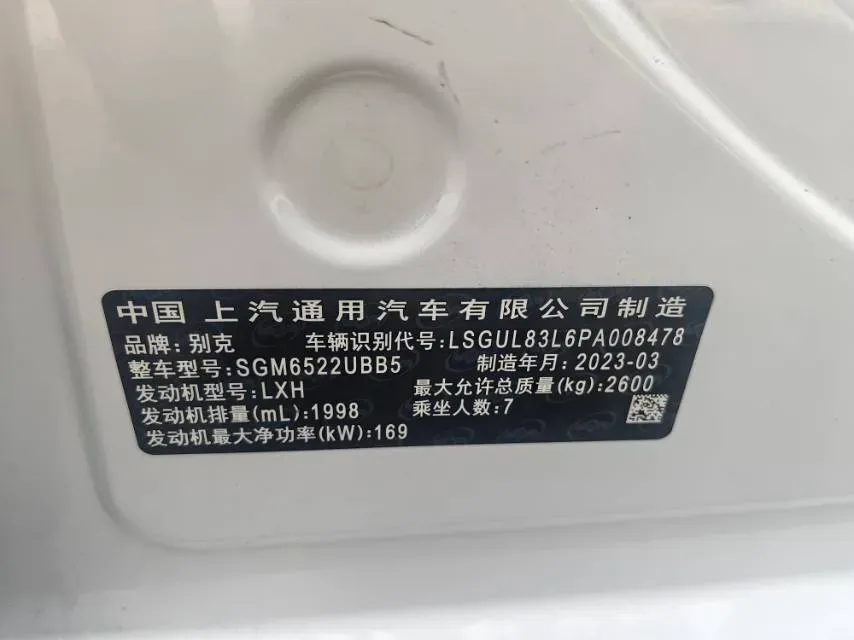 中国 上汽通用汽车有限公司制造
品牌:别克 车辆识别代号:LSGUL83L6PA008478
整车型号:SGM6522UBB5 制造年月:2023-03
发动机型号:LXH 最大允许总质量(kg):2600
发动机排量(mL):1998 乘坐人数:7
发动机最大净功率(kW):169